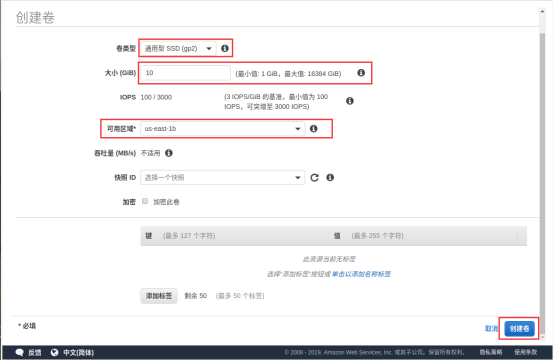 创建卷
卷类型 通用型 SSD (gp2)
大小 (GiB) 10 (最小值: 1 GiB，最大值: 16384 GiB)
IOPS 100 / 3000 (3 IOPS/GiB 的基准，最小值为 100
IOPS，可突增至 3000 IOPS)
可用区域* us-east-1b
吞吐量 (MB/s) 不适用
快照 ID 选择一个快照
加密 加密此卷
键 (最多 127 个字符) 值 (最多 255 个字符)
此资源当前无标签
选择“添加标签”按钮或 单击以添加名称标签
添加标签 剩余 50 (最多 50 个标签)
* 必填 取消 创建卷
反馈 中文(简体) © 2008 - 2019, Amazon Web Services, Inc. 或其子公司。保留所有权利。 隐私策略 使用条款